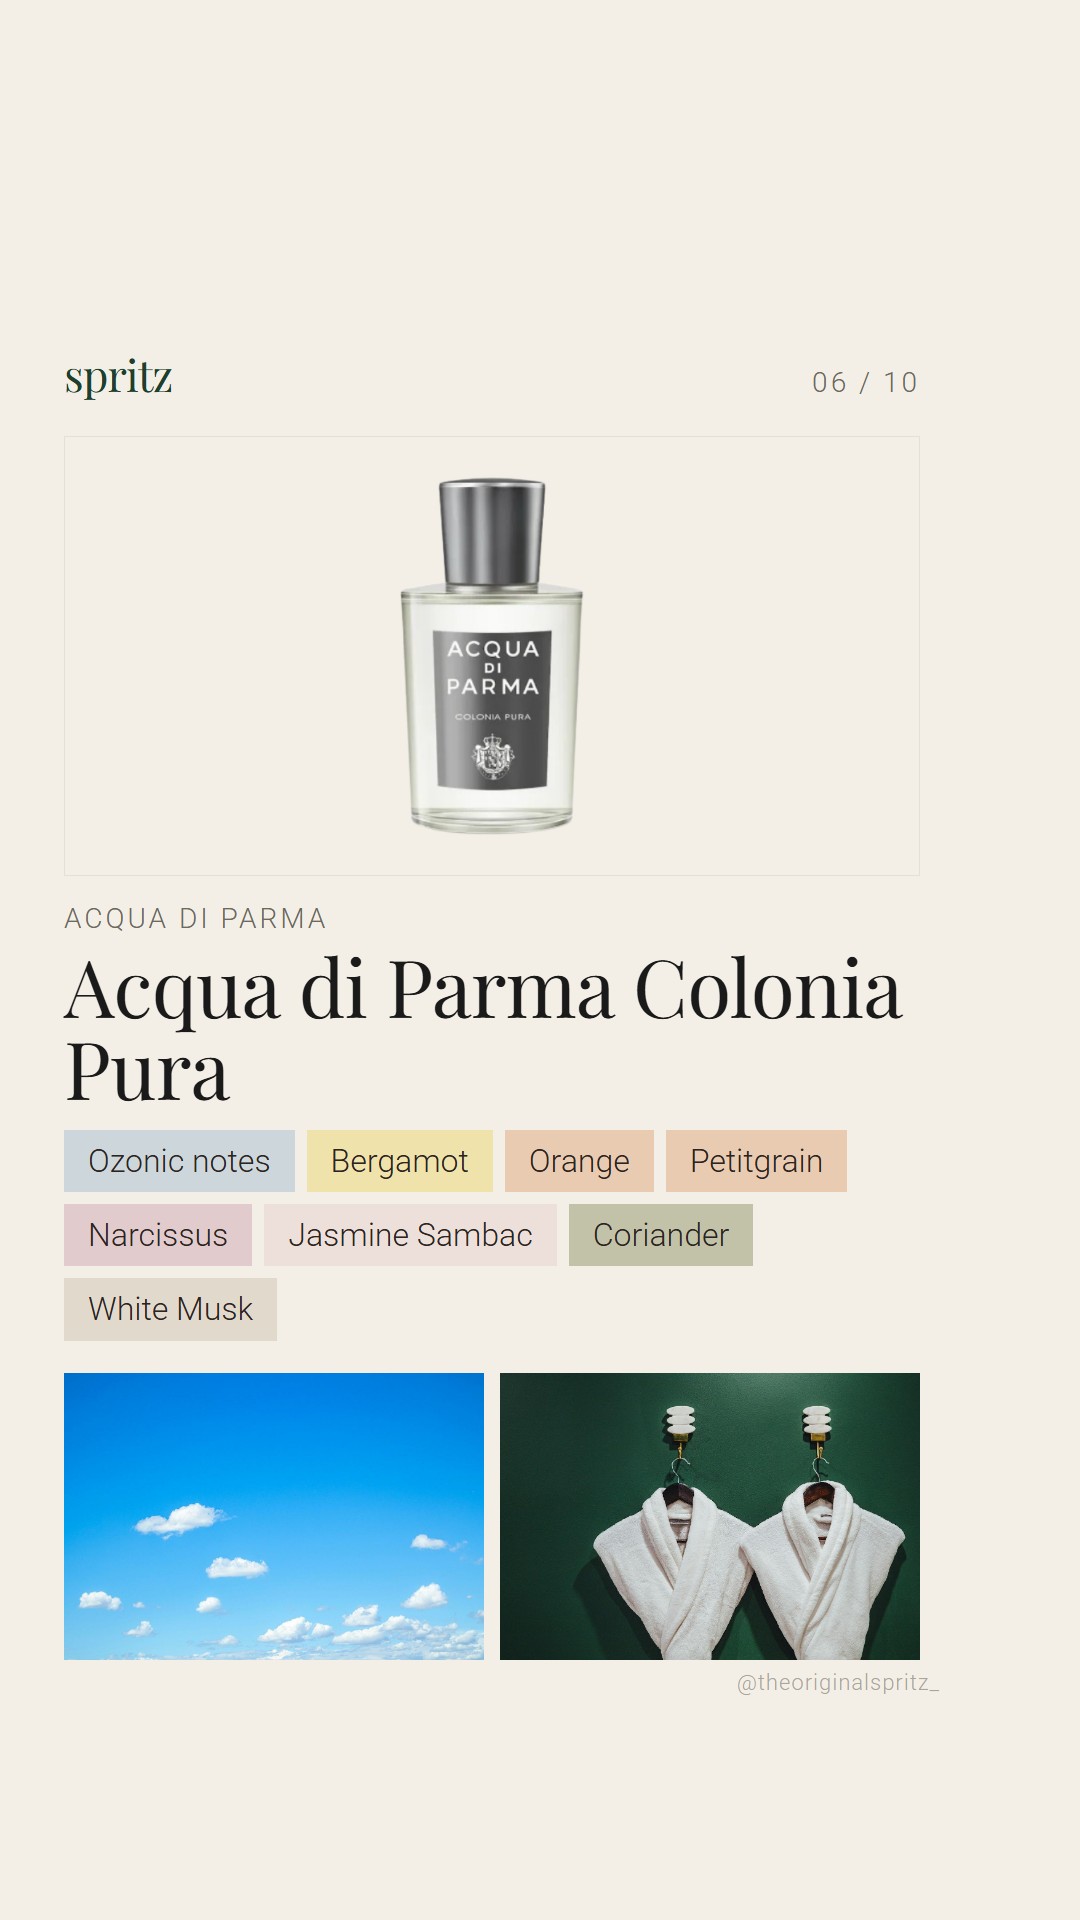 spritz
06 / 10
ACQUA
DI
PARMA
COLONIA PURA
ACQUA DI PARMA
Acqua di Parma Colonia
Pura
Ozonic notes
Bergamot
Orange
Petitgrain
Narcissus
Jasmine Sambac
Coriander
White Musk
@theoriginalspritz_